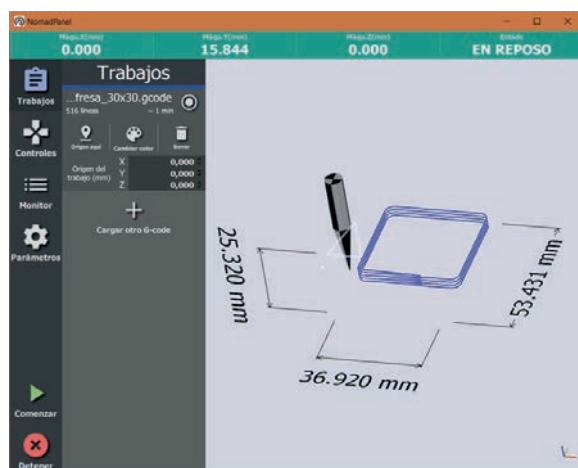 NomadPanel
Máqu.X(mm) Máqu.Y(mm) Máqu.Z(mm) Estado
0.000 15.844 0.000 EN REPOSO
Trabajos
Trabajos
Controles
Monitor
Parámetros
Comenzar
Detener
...fresa_30x30.gcode
516 líneas ~ 1 min
Origen aquí Cambiar color Borrar
Origen del trabajo (mm)
X 0,000
Y 0,000
Z 0,000
Cargar otro G-code
25.320 mm
36.920 mm
53.431 mm